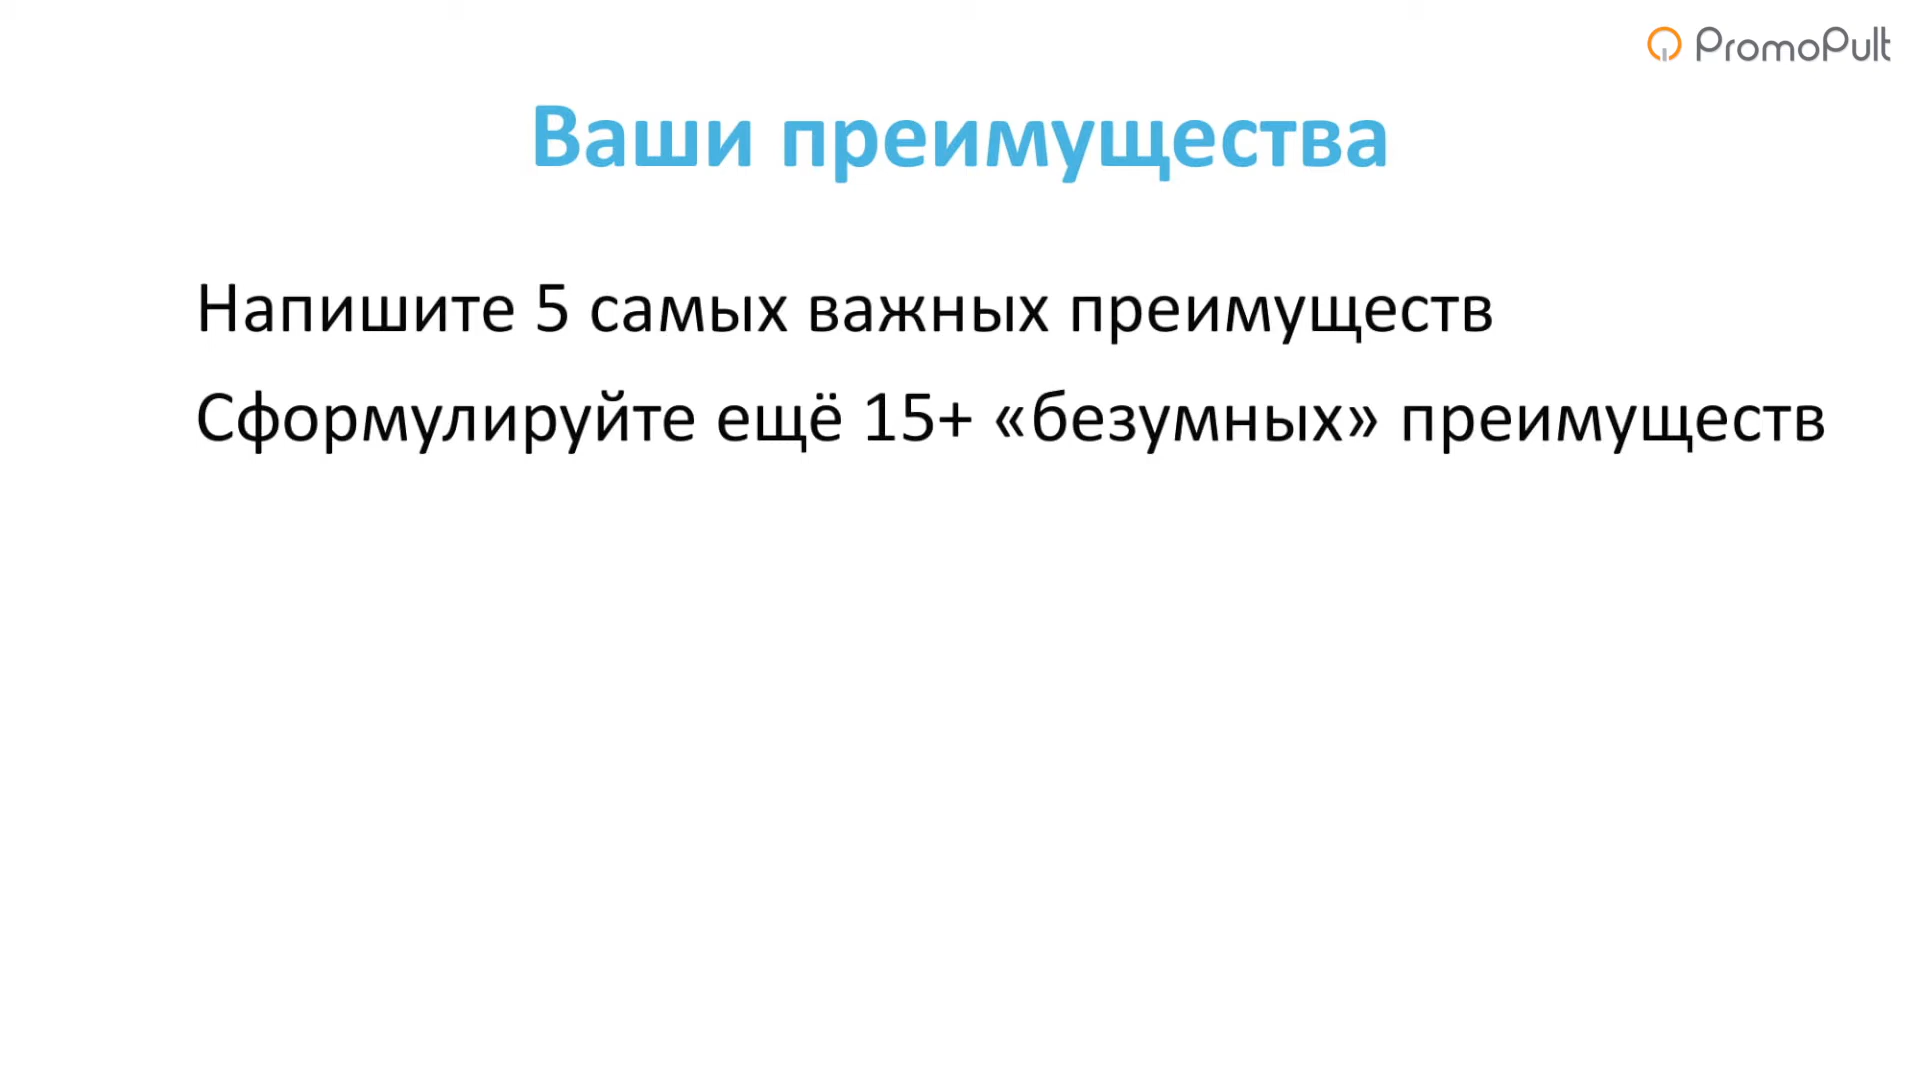 PromoPult
Ваши преимущества
Напишите 5 самых важных преимуществ
Сформулируйте ещё 15+ «безумных» преимуществ